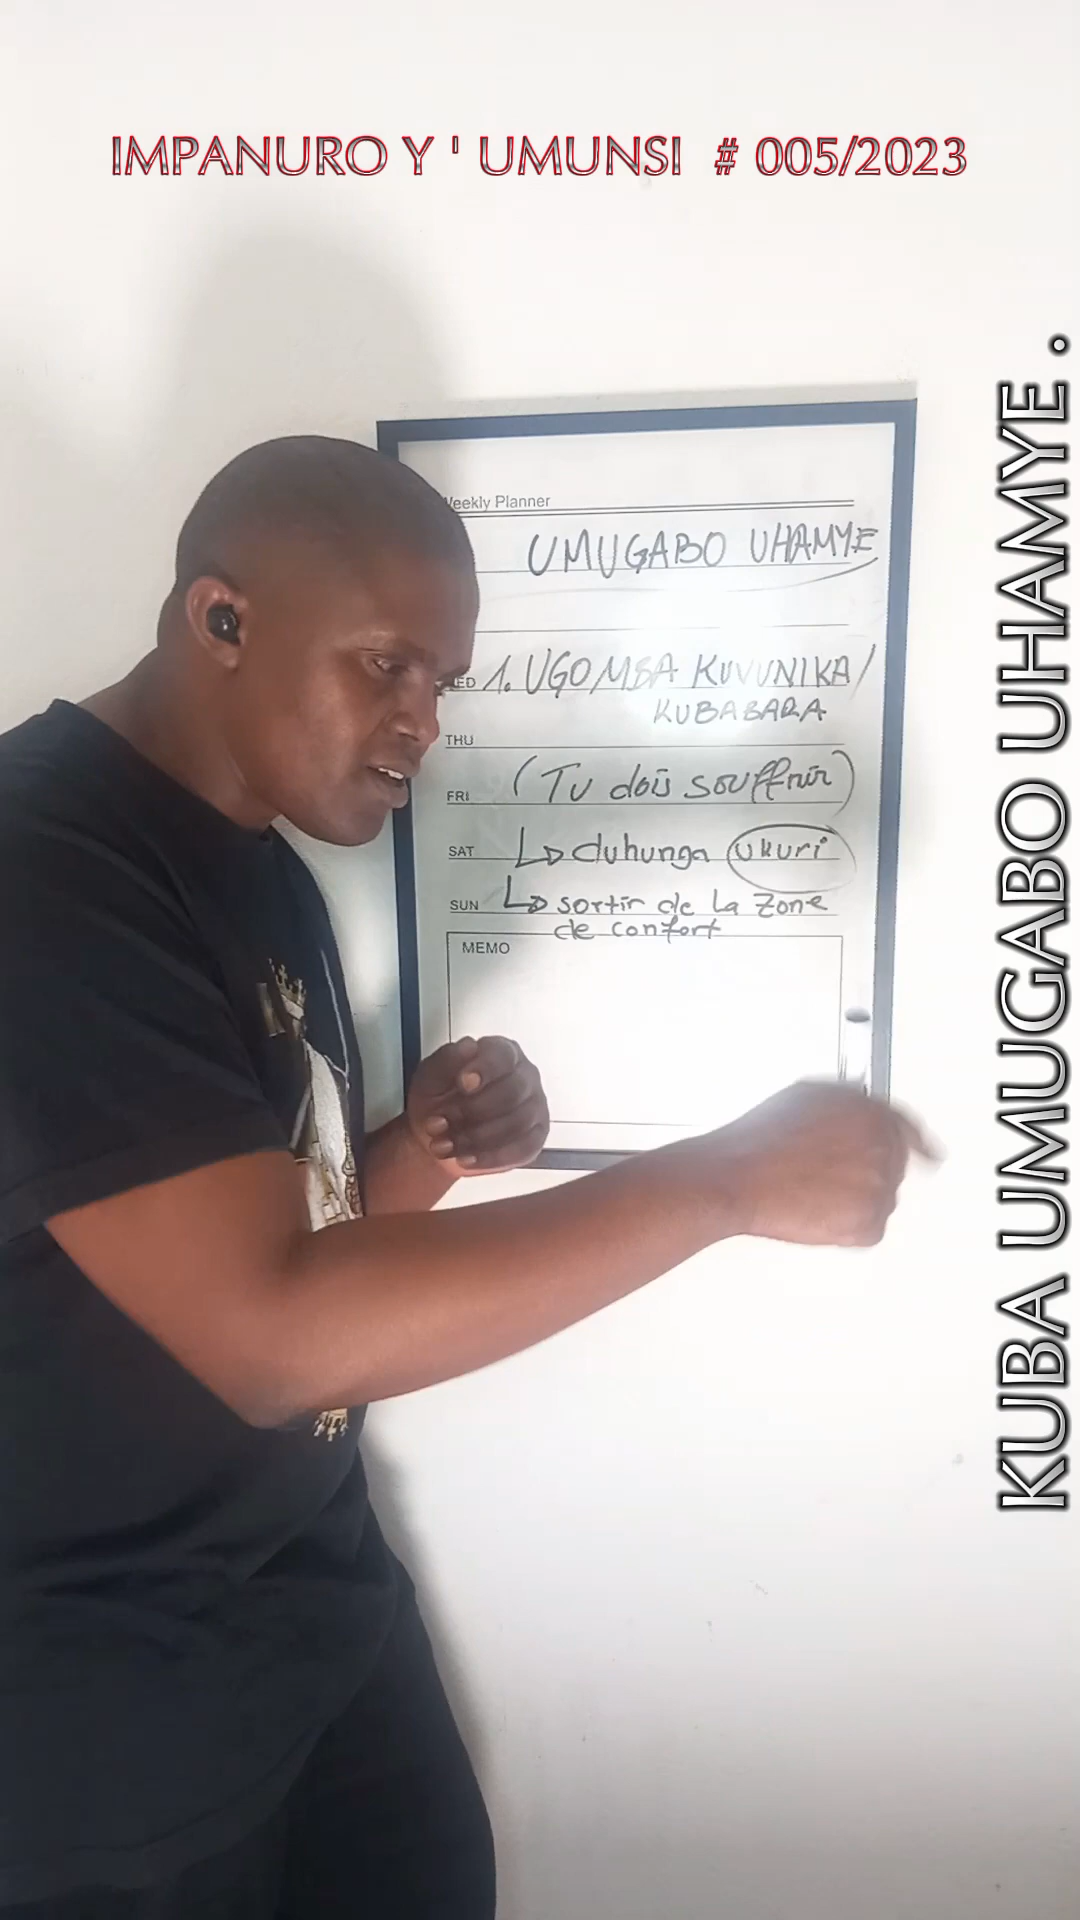 IMPANURO Y ' UMUNSI # 005/2023
Weekly Planner
UMUGABO UHAMYE
1. UGOMBA KUVUNIKA/
KUBABARA
THU
(Tu dois souffrir)
FRI
SAT duhunga ukuri
SUN sortir de la zone
de confort
MEMO
KUBA UMUGABO UHAMYE .